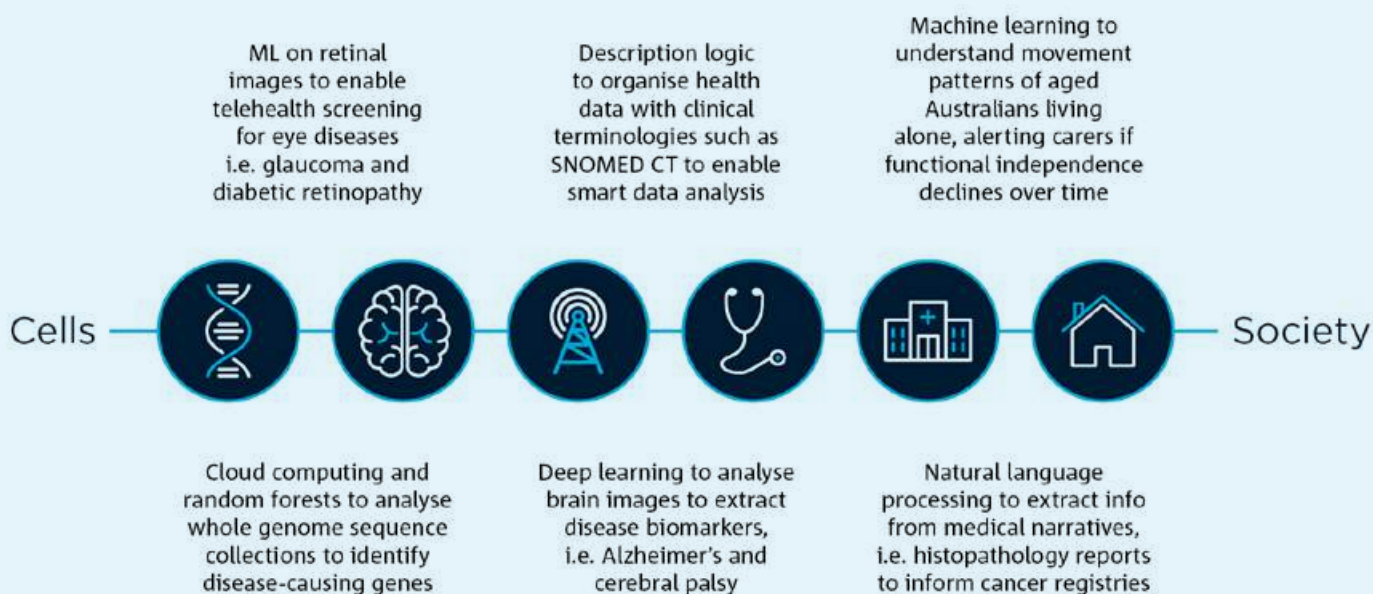 ML on retinal
images to enable
telehealth screening
for eye diseases
i.e. glaucoma and
diabetic retinopathy
Description logic
to organise health
data with clinical
terminologies such as
SNOMED CT to enable
smart data analysis
Machine learning to
understand movement
patterns of aged
Australians living
alone, alerting carers if
functional independence
declines over time
Cells
Society
Cloud computing and
random forests to analyse
whole genome sequence
collections to identify
disease-causing genes
Deep learning to analyse
brain images to extract
disease biomarkers,
i.e. Alzheimer's and
cerebral palsy
Natural language
processing to extract info
from medical narratives,
i.e. histopathology reports
to inform cancer registries